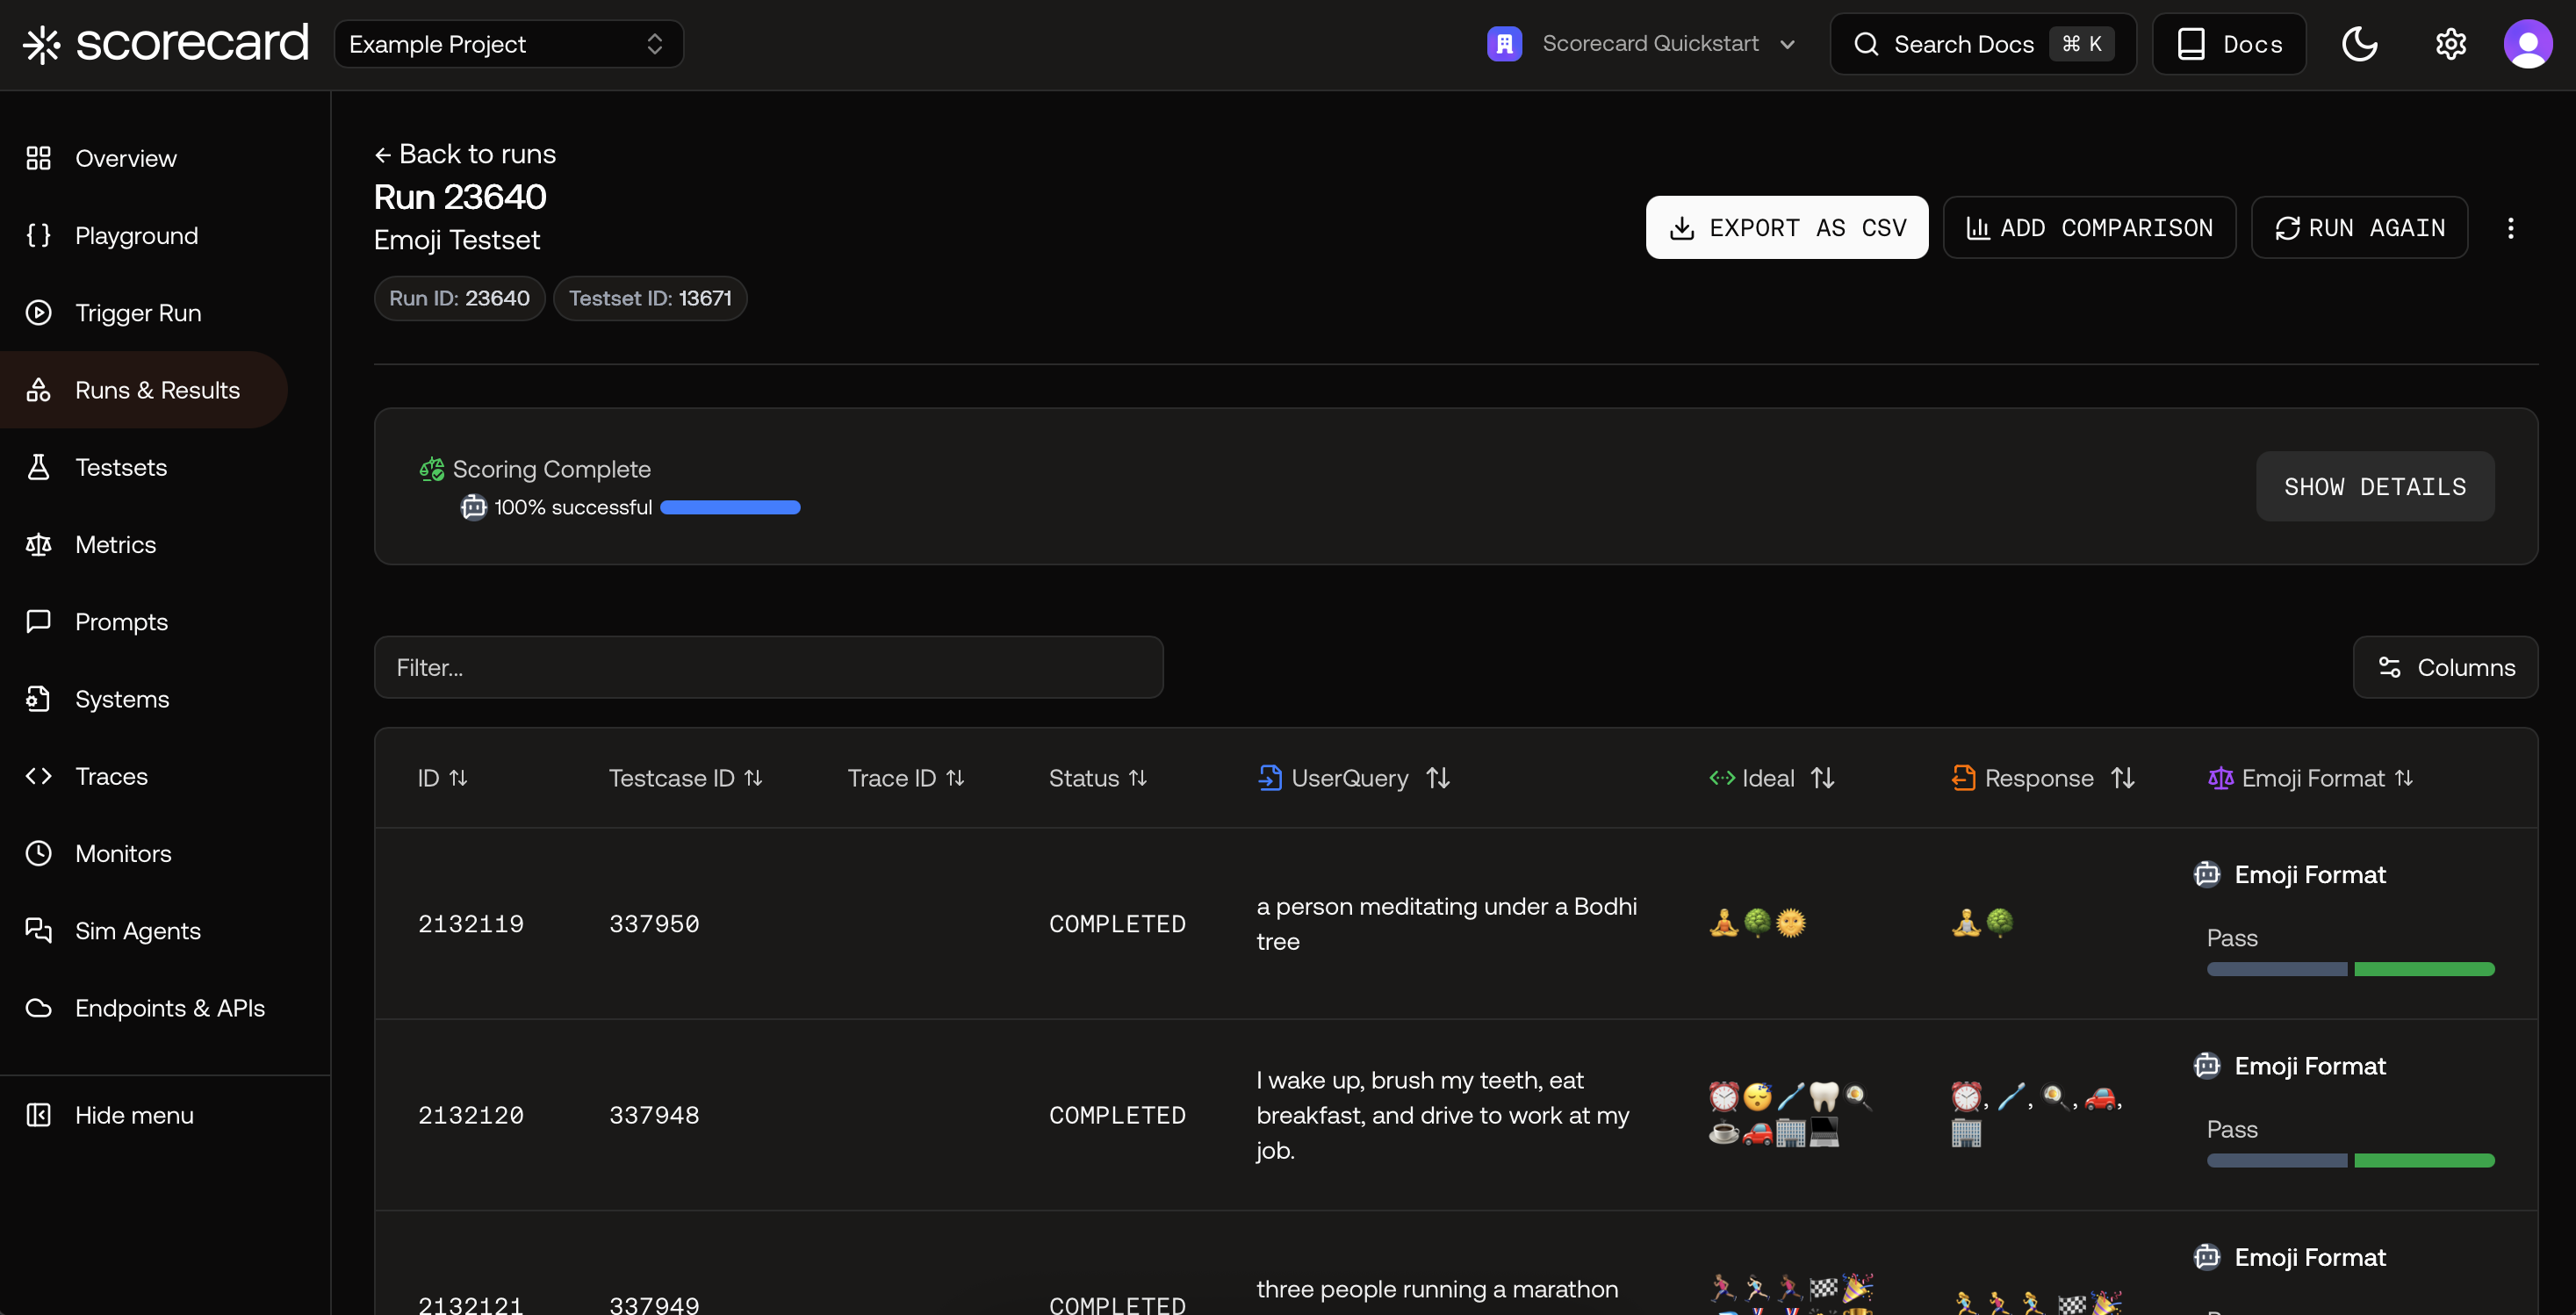 scorecard
Example Project
Scorecard Quickstart
Search Docs ⌘ K
Docs
Overview
Playground
Trigger Run
Runs & Results
Testsets
Metrics
Prompts
Systems
Traces
Monitors
Sim Agents
Endpoints & APIs
Hide menu
← Back to runs
Run 23640
Emoji Testset
Run ID: 23640 Testset ID: 13671
EXPORT AS CSV
ADD COMPARISON
RUN AGAIN
Scoring Complete
100% successful
SHOW DETAILS
Filter...
Columns
ID Testcase ID Trace ID Status UserQuery Ideal Response Emoji Format
2132119 337950 COMPLETED
a person meditating under a Bodhi
tree
Emoji Format
Pass
2132120 337948 COMPLETED
I wake up, brush my teeth, eat
breakfast, and drive to work at my
job.
Emoji Format
Pass
2132121 337949 COMPLETED
three people running a marathon
Emoji Format